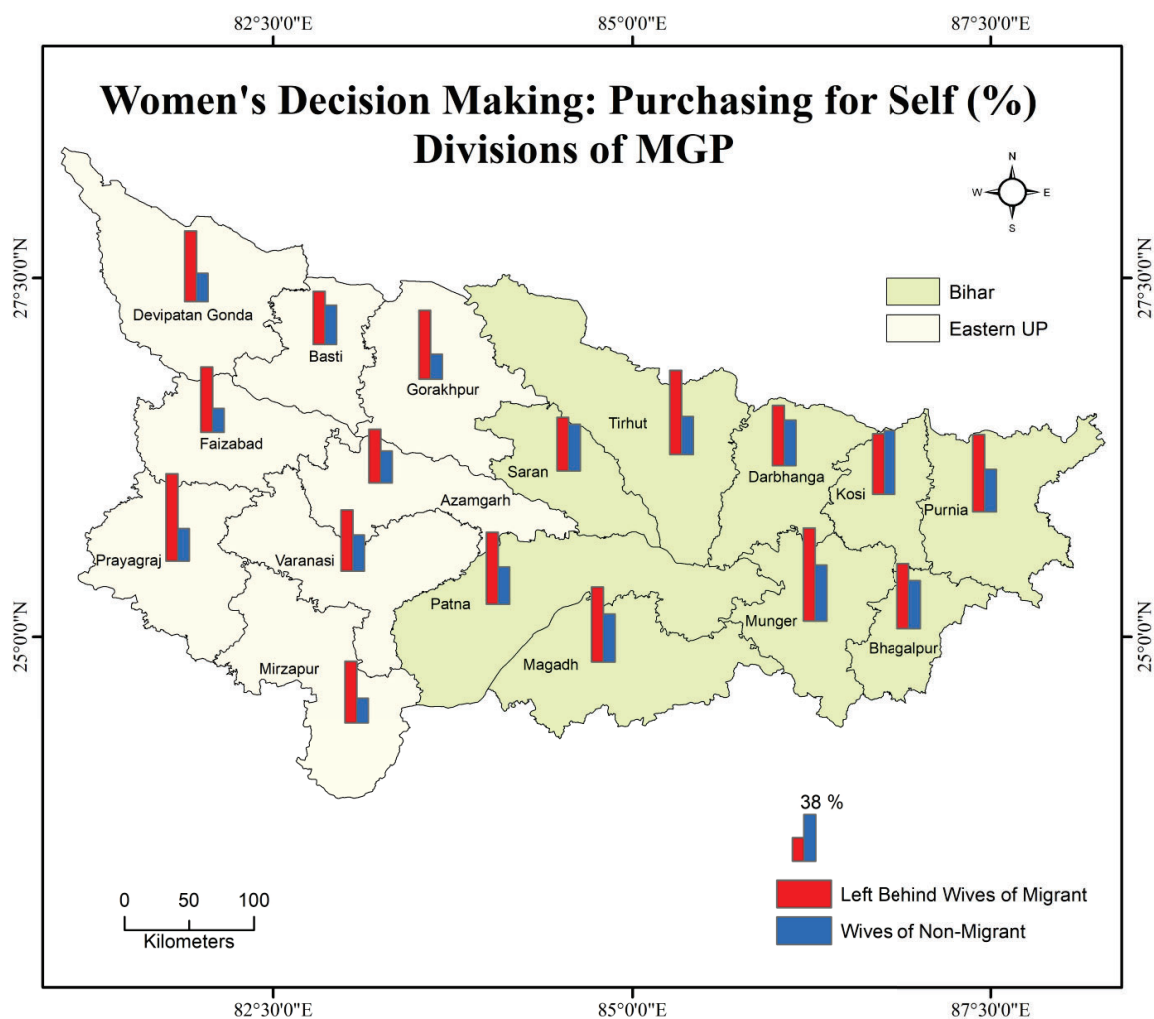 82°30'0"E
85°0'0"E
87°30'0"E
Women's Decision Making: Purchasing for Self (%)
Divisions of MGP
N
W
E
S
27°30'0"N
27°30'0"N
Bihar
Eastern UP
Devipatan Gonda
Basti
Gorakhpur
Faizabad
Tirhut
Saran
Darbhanga
Kosi
Purnia
Azamgarh
Prayagraj
Varanasi
Patna
Munger
Bhagalpur
Magadh
Mirzapur
25°0'0"N
25°0'0"N
38 %
Left Behind Wives of Migrant
Wives of Non-Migrant
0 50 100
Kilometers
82°30'0"E
85°0'0"E
87°30'0"E